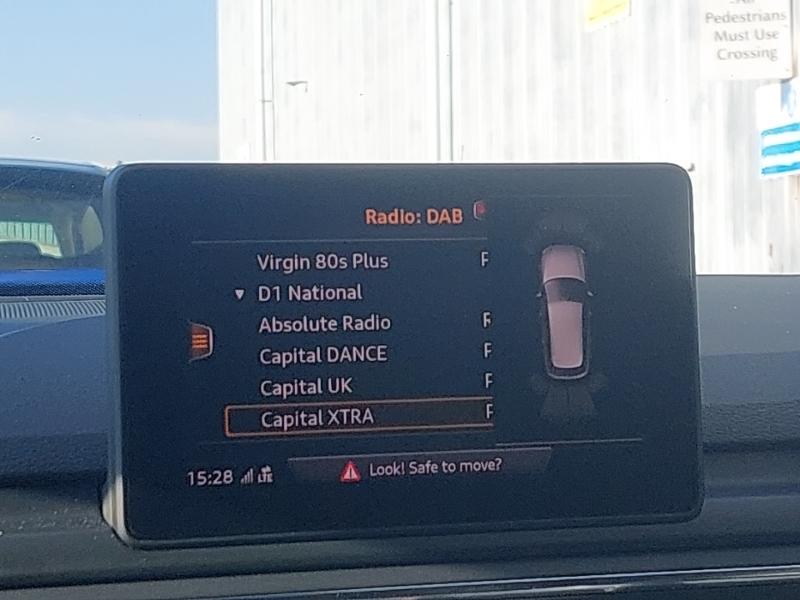 Pedestrians
Must Use
Crossing
Radio: DAB
Virgin 80s Plus F
D1 National
Absolute Radio F
Capital DANCE F
Capital UK F
Capital XTRA F
15:28 LTE Look! Safe to move?